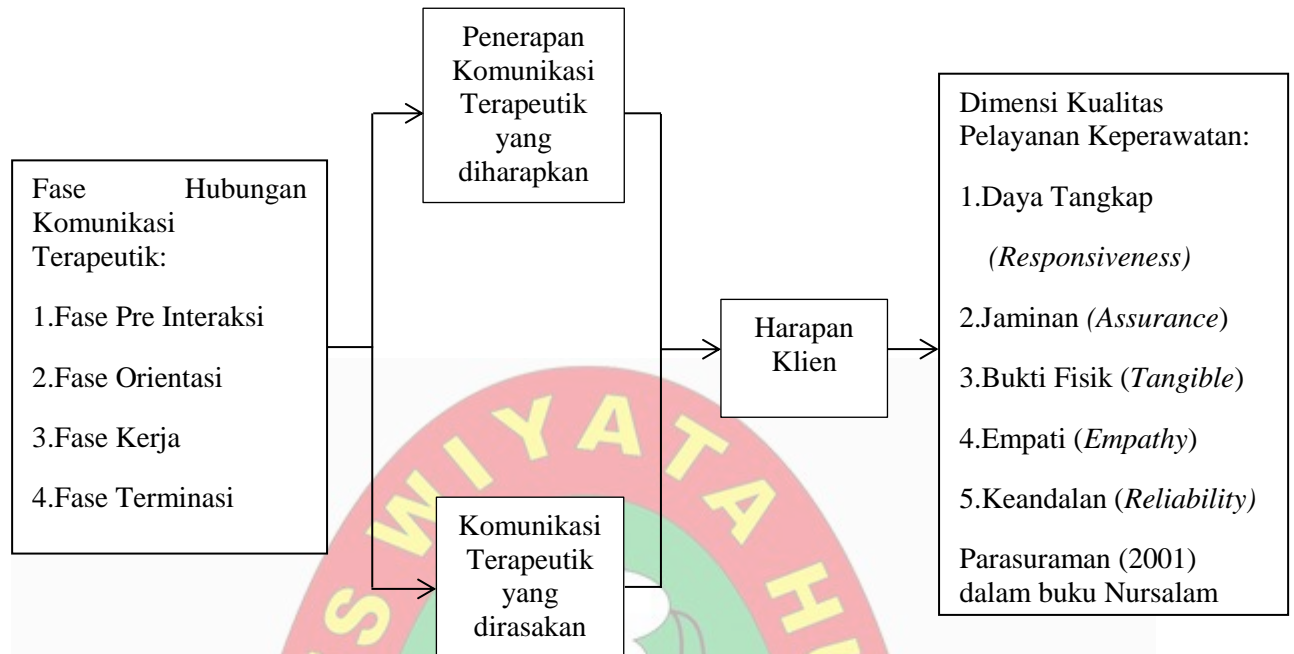 Fase Hubungan
Komunikasi
Terapeutik:
1.Fase Pre Interaksi
2.Fase Orientasi
3.Fase Kerja
4.Fase Terminasi
Penerapan
Komunikasi
Terapeutik
yang
diharapkan
Komunikasi
Terapeutik
yang
dirasakan
Harapan
Klien
Dimensi Kualitas
Pelayanan Keperawatan:
1.Daya Tangkap
(Responsiveness)
2.Jaminan (Assurance)
3.Bukti Fisik (Tangible)
4.Empati (Empathy)
5.Keandalan (Reliability)
Parasuraman (2001)
dalam buku Nursalam
S WIYATA H